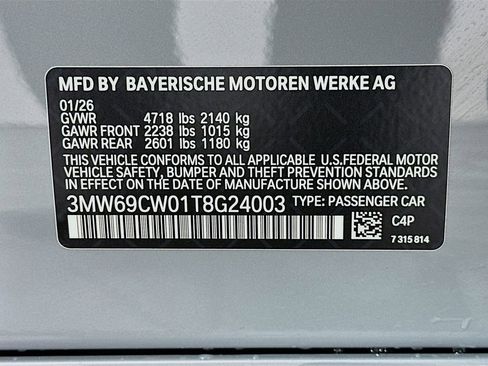 MFD BY BAYERISCHE MOTOREN WERKE AG
01/26
GVWR 4718 lbs 2140 kg
GAWR FRONT 2238 lbs 1015 kg
GAWR REAR 2601 lbs 1180 kg
THIS VEHICLE CONFORMS TO ALL APPLICABLE U.S.FEDERAL MOTOR
VEHICLE SAFETY, BUMPER AND THEFT PREVENTION STANDARDS
IN EFFECT ON THE DATE OF MANUFACTURE SHOWN ABOVE.
3MW69CW01T8G24003 TYPE: PASSENGER CAR
C4P
7 315 814